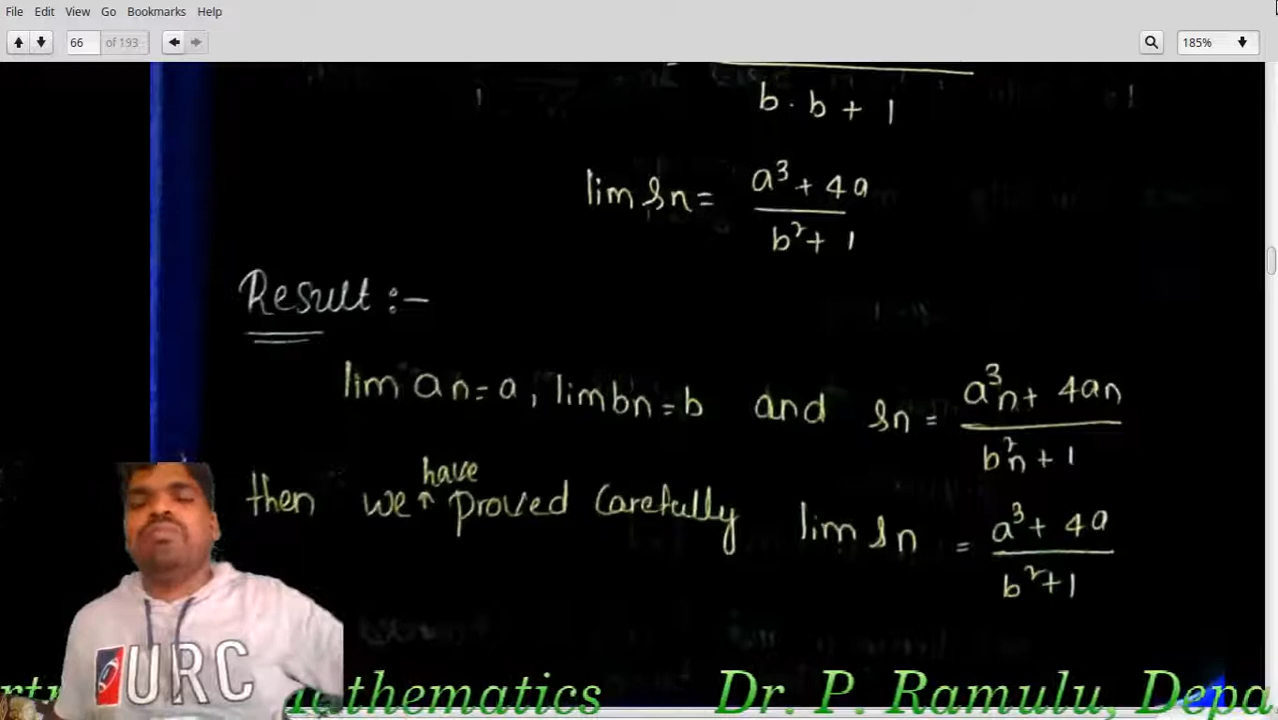 File Edit View Go Bookmarks Help
66 of 193 185%
b · b + 1
lim sn = a³ + 4a / b² + 1
Result :-
lim an = a, lim bn = b and sn = a³n + 4an / b²n + 1
then we have proved carefully lim sn = a³ + 4a / b² + 1
URC
thematics Dr. P. Ramulu, Depa